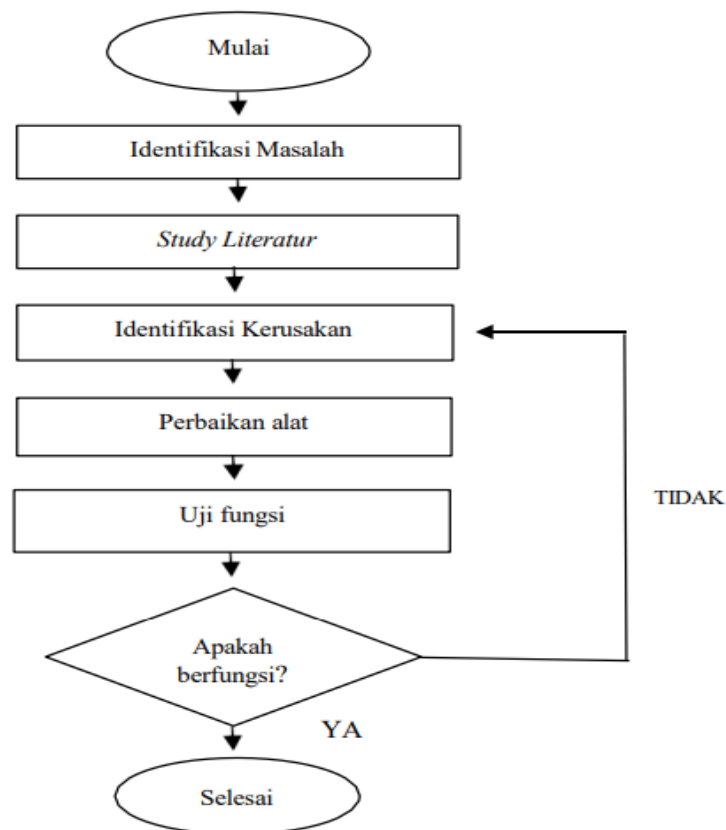 Mulai
Identifikasi Masalah
Study Literatur
Identifikasi Kerusakan
Perbaikan alat
Uji fungsi
TIDAK
Apakah
berfungsi?
YA
Selesai